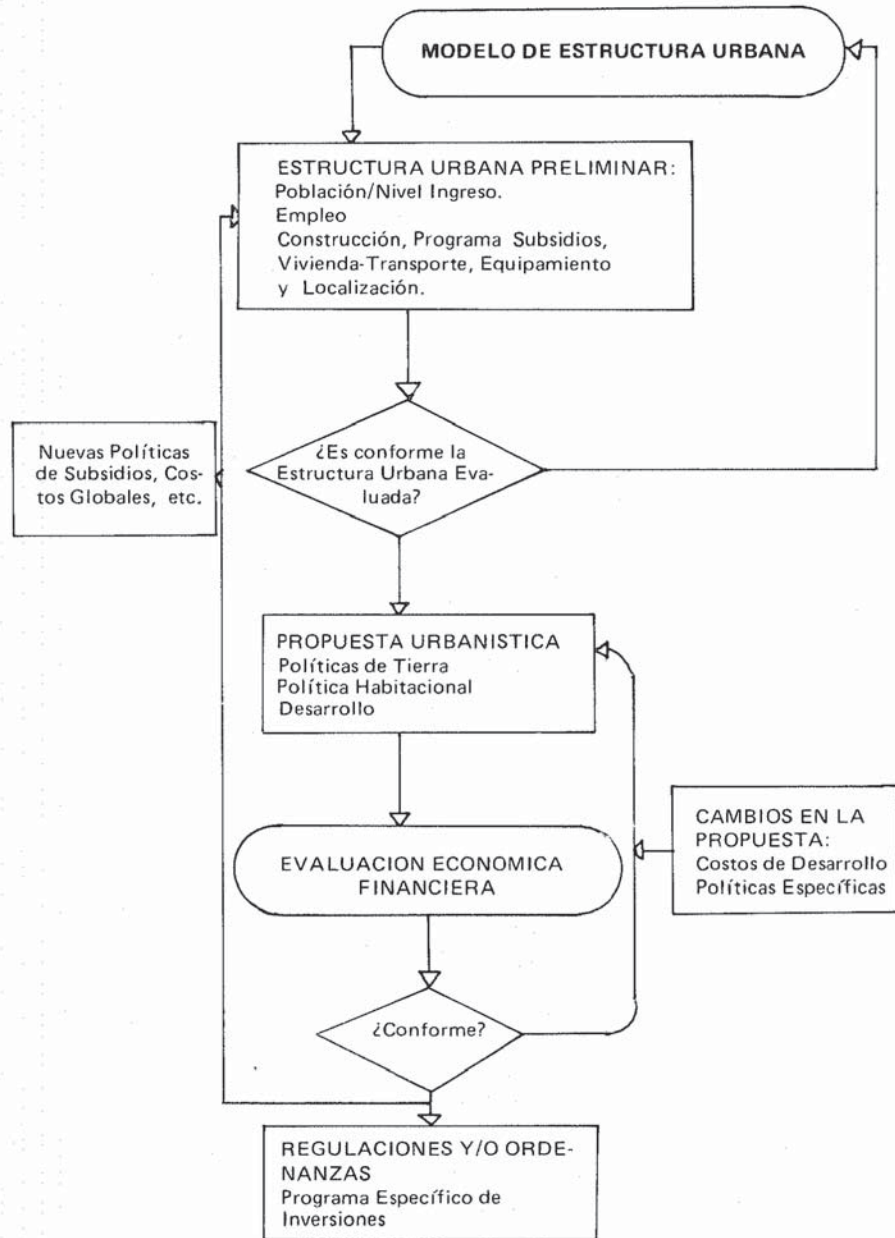 MODELO DE ESTRUCTURA URBANA
ESTRUCTURA URBANA PRELIMINAR:
Población/Nivel Ingreso.
Empleo
Construcción, Programa Subsidios,
Vivienda-Transporte, Equipamiento
y Localización.
Nuevas Políticas
de Subsidios, Cos-
tos Globales, etc.
¿Es conforme la
Estructura Urbana Eva-
luada?
PROPUESTA URBANISTICA
Políticas de Tierra
Política Habitacional
Desarrollo
CAMBIOS EN LA
PROPUESTA:
Costos de Desarrollo
Políticas Específicas
EVALUACION ECONOMICA
FINANCIERA
¿Conforme?
REGULACIONES Y/O ORDE-
NANZAS
Programa Específico de
Inversiones